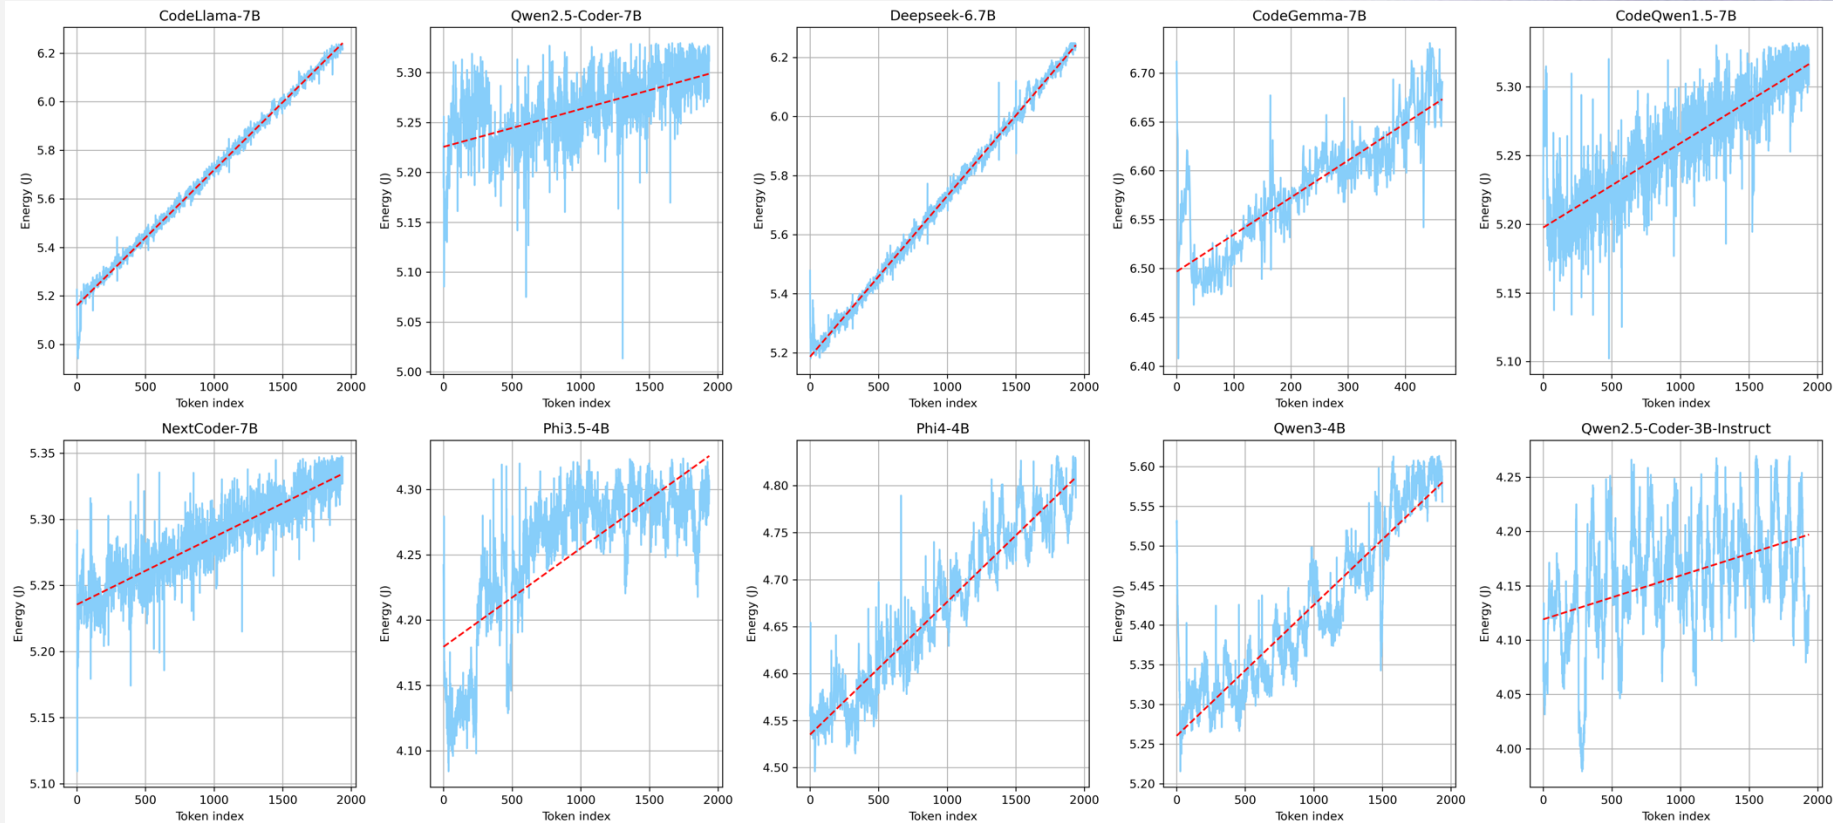 CodeLlama-7B
Energy (J)
6.2
6.0
5.8
5.6
5.4
5.2
5.0
0 500 1000 1500 2000
Token index
Qwen2.5-Coder-7B
Energy (J)
5.30
5.25
5.20
5.15
5.10
5.05
5.00
0 500 1000 1500 2000
Token index
Deepseek-6.7B
Energy (J)
6.2
6.0
5.8
5.6
5.4
5.2
0 500 1000 1500 2000
Token index
CodeGemma-7B
Energy (J)
6.70
6.65
6.60
6.55
6.50
6.45
6.40
0 100 200 300 400
Token index
CodeQwen1.5-7B
Energy (J)
5.30
5.25
5.20
5.15
5.10
0 500 1000 1500 2000
Token index
NextCoder-7B
Energy (J)
5.35
5.30
5.25
5.20
5.15
5.10
0 500 1000 1500 2000
Token index
Phi3.5-4B
Energy (J)
4.30
4.25
4.20
4.15
4.10
0 500 1000 1500 2000
Token index
Phi4-4B
Energy (J)
4.80
4.75
4.70
4.65
4.60
4.55
4.50
0 500 1000 1500 2000
Token index
Qwen3-4B
Energy (J)
5.60
5.55
5.50
5.45
5.40
5.35
5.30
5.25
5.20
0 500 1000 1500 2000
Token index
Qwen2.5-Coder-3B-Instruct
Energy (J)
4.25
4.20
4.15
4.10
4.05
4.00
0 500 1000 1500 2000
Token index